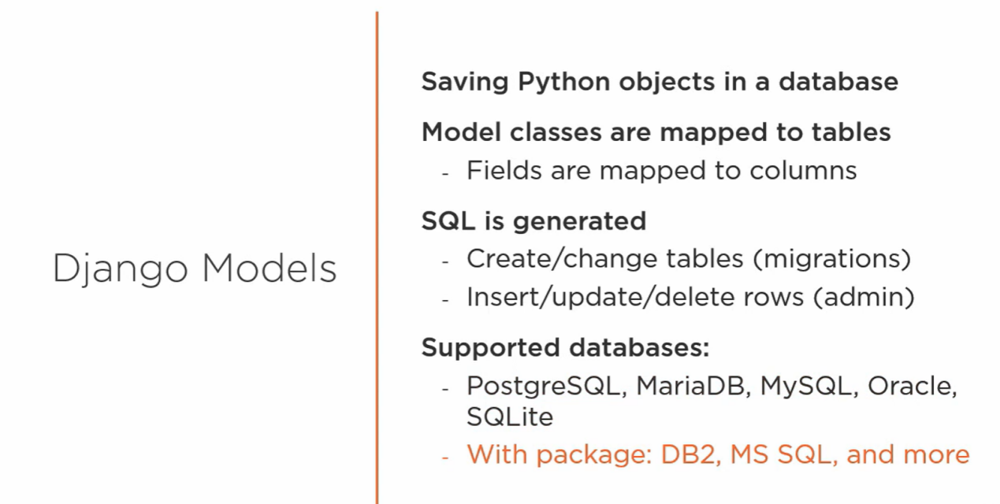 Django Models
Saving Python objects in a database
Model classes are mapped to tables
- Fields are mapped to columns
SQL is generated
- Create/change tables (migrations)
- Insert/update/delete rows (admin)
Supported databases:
- PostgreSQL, MariaDB, MySQL, Oracle,
SQLite
- With package: DB2, MS SQL, and more